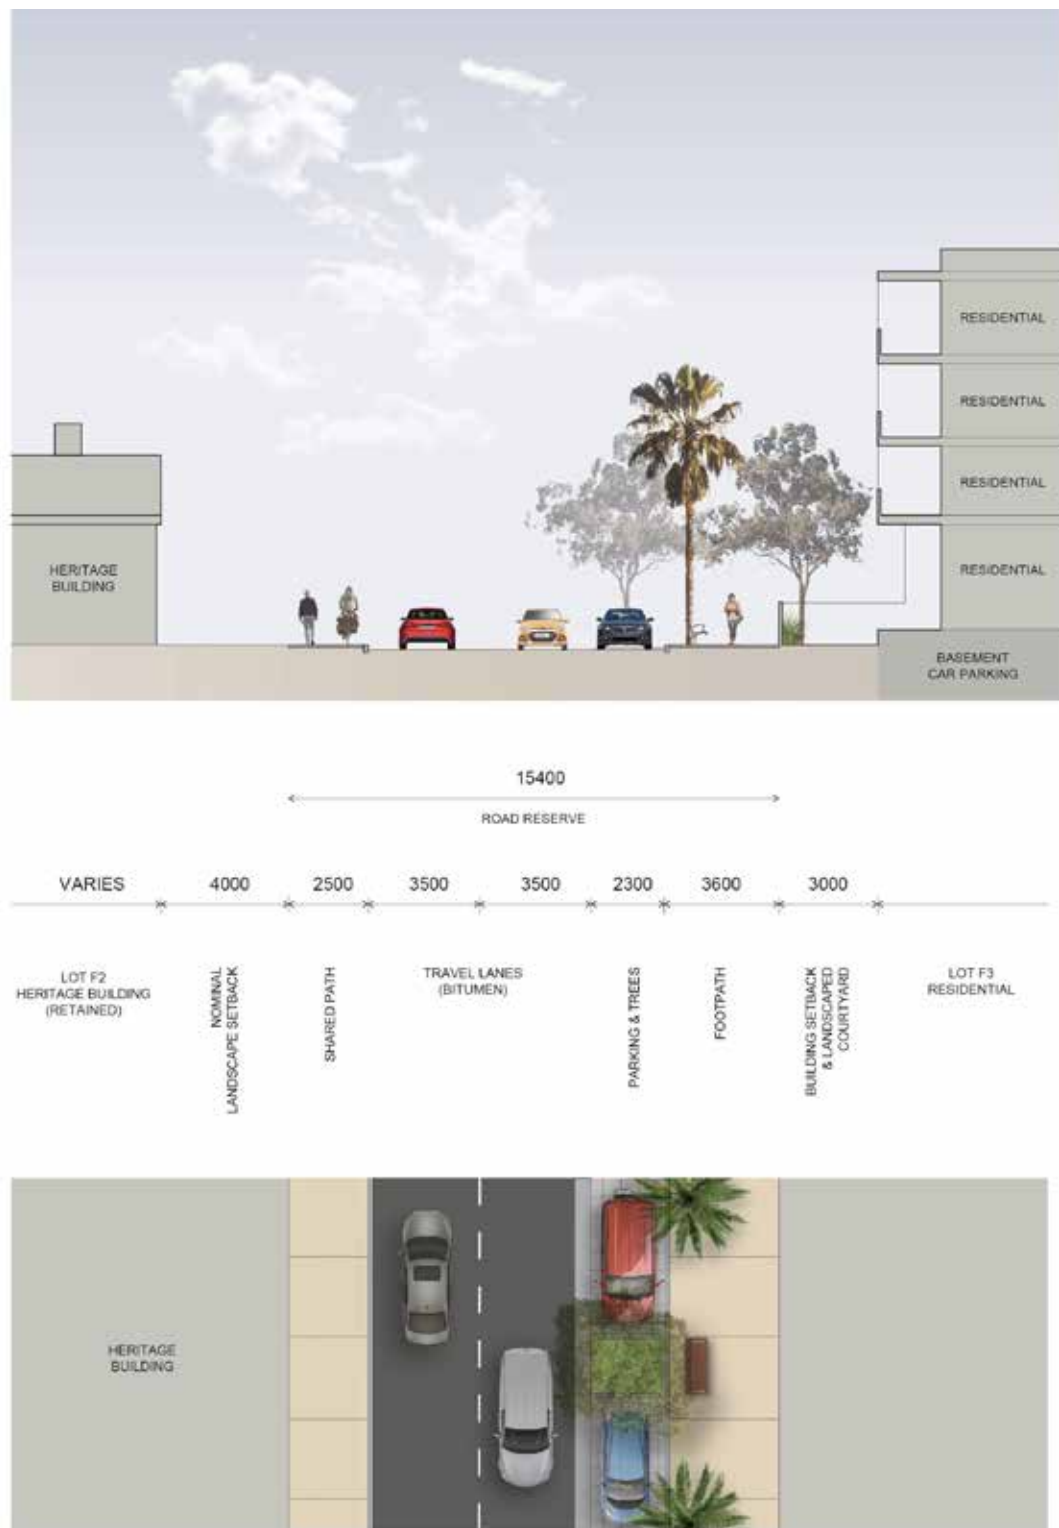 RESIDENTIAL
RESIDENTIAL
RESIDENTIAL
HERITAGE
BUILDING
RESIDENTIAL
BASEMENT
CAR PARKING
15400
ROAD RESERVE
VARIES
4000
2500
3500
3500
2300
3600
3000
LOT F2
HERITAGE BUILDING
(RETAINED)
NOMINAL
LANDSCAPE SETBACK
SHARED PATH
TRAVEL LANES
(BITUMEN)
PARKING & TREES
FOOTPATH
BUILDING SETBACK
& LANDSCAPED
COURTYARD
LOT F3
RESIDENTIAL
HERITAGE
BUILDING